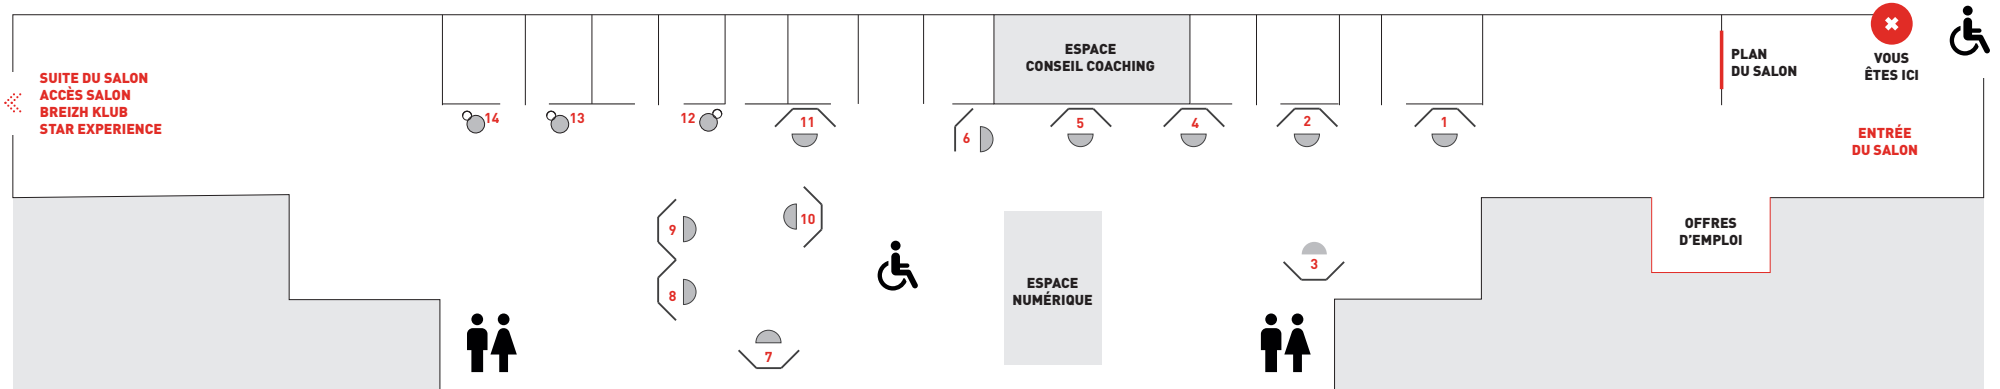 SUITE DU SALON
ACCÈS SALON
BREIZH KLUB
STAR EXPERIENCE
ESPACE
CONSEIL COACHING
PLAN
DU SALON
VOUS
ÊTES ICI
ENTRÉE
DU SALON
14
13
12
11
6
5
4
2
1
9
10
8
7
3
ESPACE
NUMÉRIQUE
OFFRES
D'EMPLOI